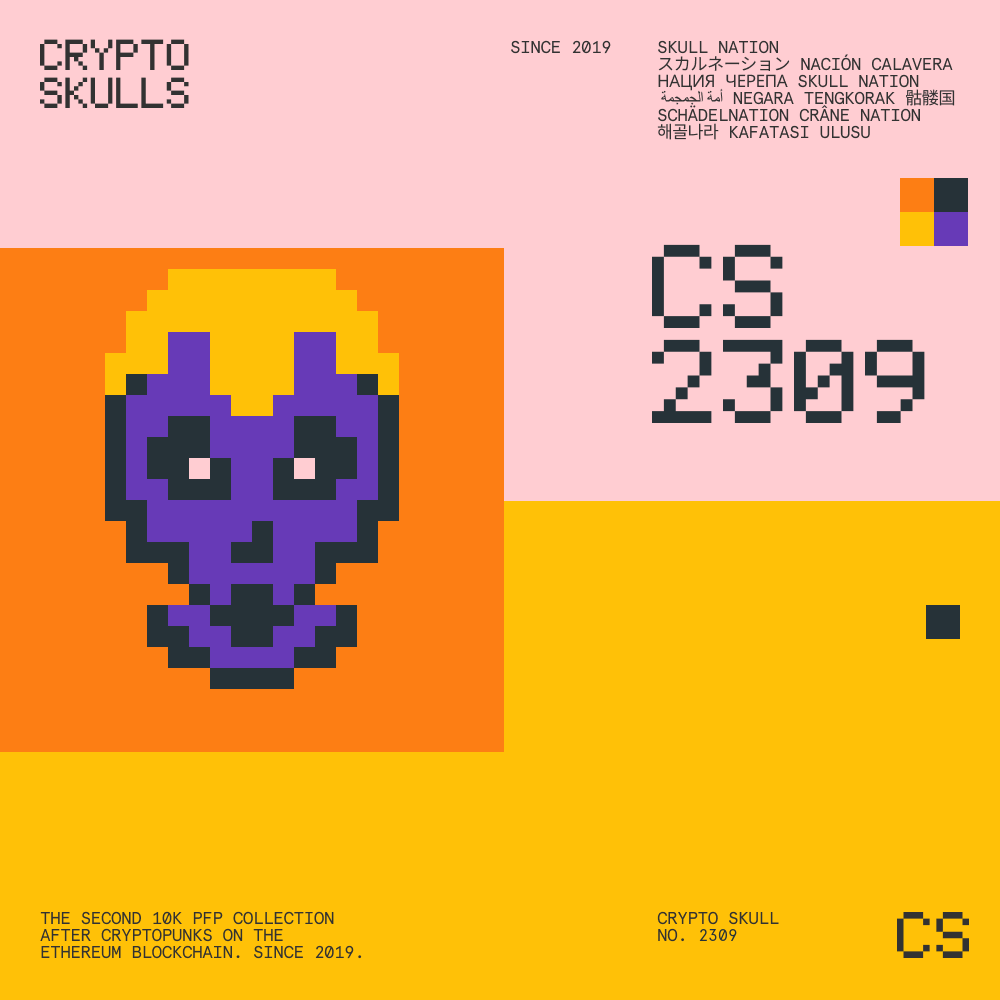 CRYPTO
SKULLS
SINCE 2019
SKULL NATION
スカルネーション NACIÓN CALAVERA
НАЦИЯ ЧЕРЕПА SKULL NATION
أمة الجمجمة NEGARA TENGKORAK 骷髅国
SCHÄDELNATION CRÂNE NATION
해골나라 KAFATASI ULUSU
CS
2309
THE SECOND 10K PFP COLLECTION
AFTER CRYPTOPUNKS ON THE
ETHEREUM BLOCKCHAIN. SINCE 2019.
CRYPTO SKULL
NO. 2309
CS